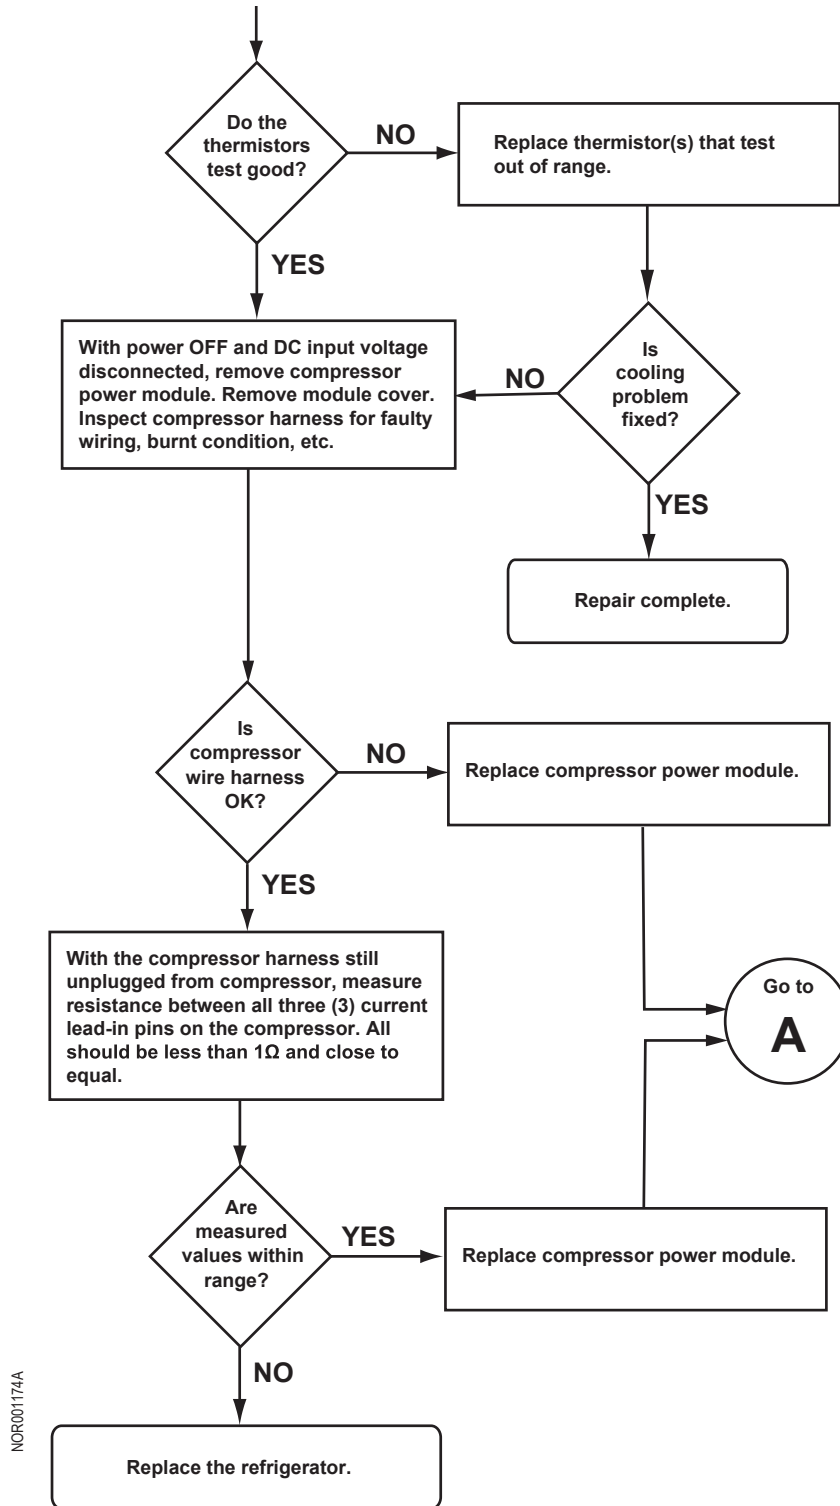 Do the
thermistors
test good?
NO
Replace thermistor(s) that test
out of range.
YES
With power OFF and DC input voltage
disconnected, remove compressor
power module. Remove module cover.
Inspect compressor harness for faulty
wiring, burnt condition, etc.
NO
Is
cooling
problem
fixed?
YES
Repair complete.
Is
compressor
wire harness
OK?
NO
Replace compressor power module.
YES
With the compressor harness still
unplugged from compressor, measure
resistance between all three (3) current
lead-in pins on the compressor. All
should be less than 1Ω and close to
equal.
Go to
A
Are
measured
values within
range?
YES
Replace compressor power module.
NO
Replace the refrigerator.
NOR001174A